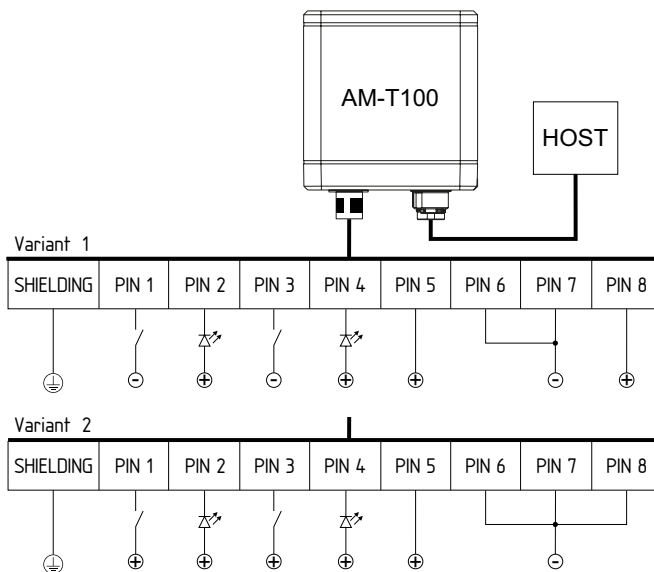 AM-T100
HOST
Variant 1
SHIELDING PIN 1 PIN 2 PIN 3 PIN 4 PIN 5 PIN 6 PIN 7 PIN 8
Variant 2
SHIELDING PIN 1 PIN 2 PIN 3 PIN 4 PIN 5 PIN 6 PIN 7 PIN 8